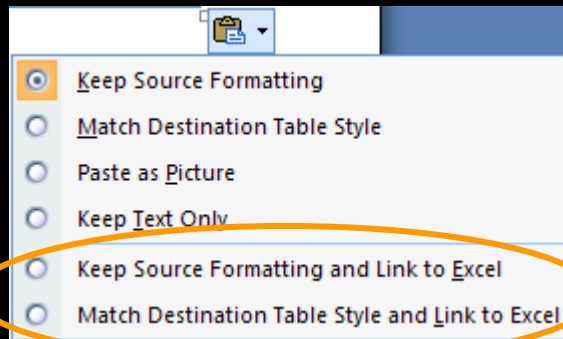 Keep Source Formatting
Match Destination Table Style
Paste as Picture
Keep Text Only
Keep Source Formatting and Link to Excel
Match Destination Table Style and Link to Excel